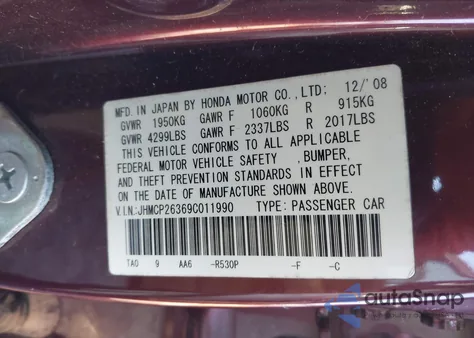 MFD. IN JAPAN BY HONDA MOTOR CO.,LTD: 12/'08
GVWR 1950KG GAWR F 1060KG R 915KG
GVWR 4299LBS GAWR F 2337LBS R 2017LBS
THIS VEHICLE CONFORMS TO ALL APPLICABLE
FEDERAL MOTOR VEHICLE SAFETY , BUMPER,
AND THEFT PREVENTION STANDARDS IN EFFECT
ON THE DATE OF MANUFACTURE SHOWN ABOVE.
V.I.N.:JHMCP26369C011990 TYPE: PASSENGER CAR
TA0 9 AA6 -R530P -F -C
autoSnap